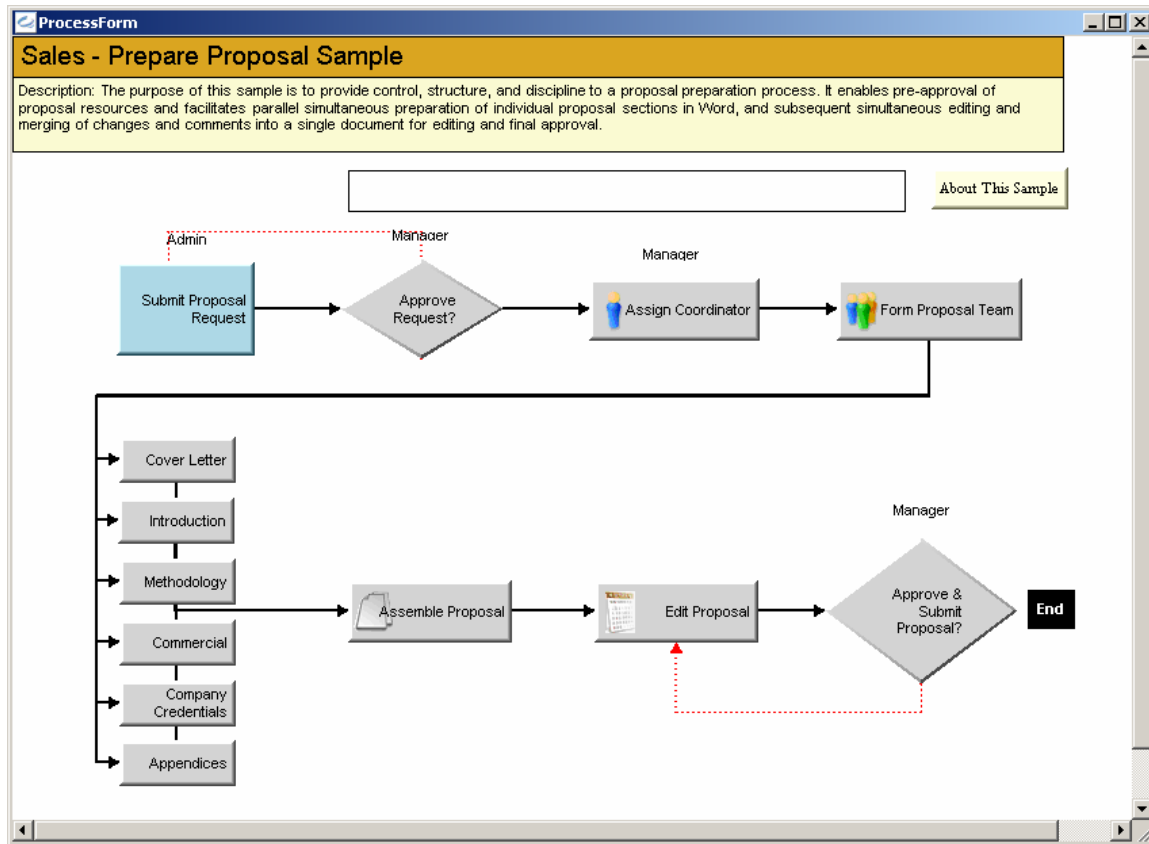 ProcessForm
Sales - Prepare Proposal Sample
Description: The purpose of this sample is to provide control, structure, and discipline to a proposal preparation process. It enables pre-approval of
proposal resources and facilitates parallel simultaneous preparation of individual proposal sections in Word, and subsequent simultaneous editing and
merging of changes and comments into a single document for editing and final approval.
About This Sample
Admin
Manager
Manager
Submit Proposal
Request
Approve
Request?
Assign Coordinator
Form Proposal Team
Cover Letter
Introduction
Methodology
Commercial
Company
Credentials
Appendices
Assemble Proposal
Edit Proposal
Manager
Approve &
Submit
Proposal?
End